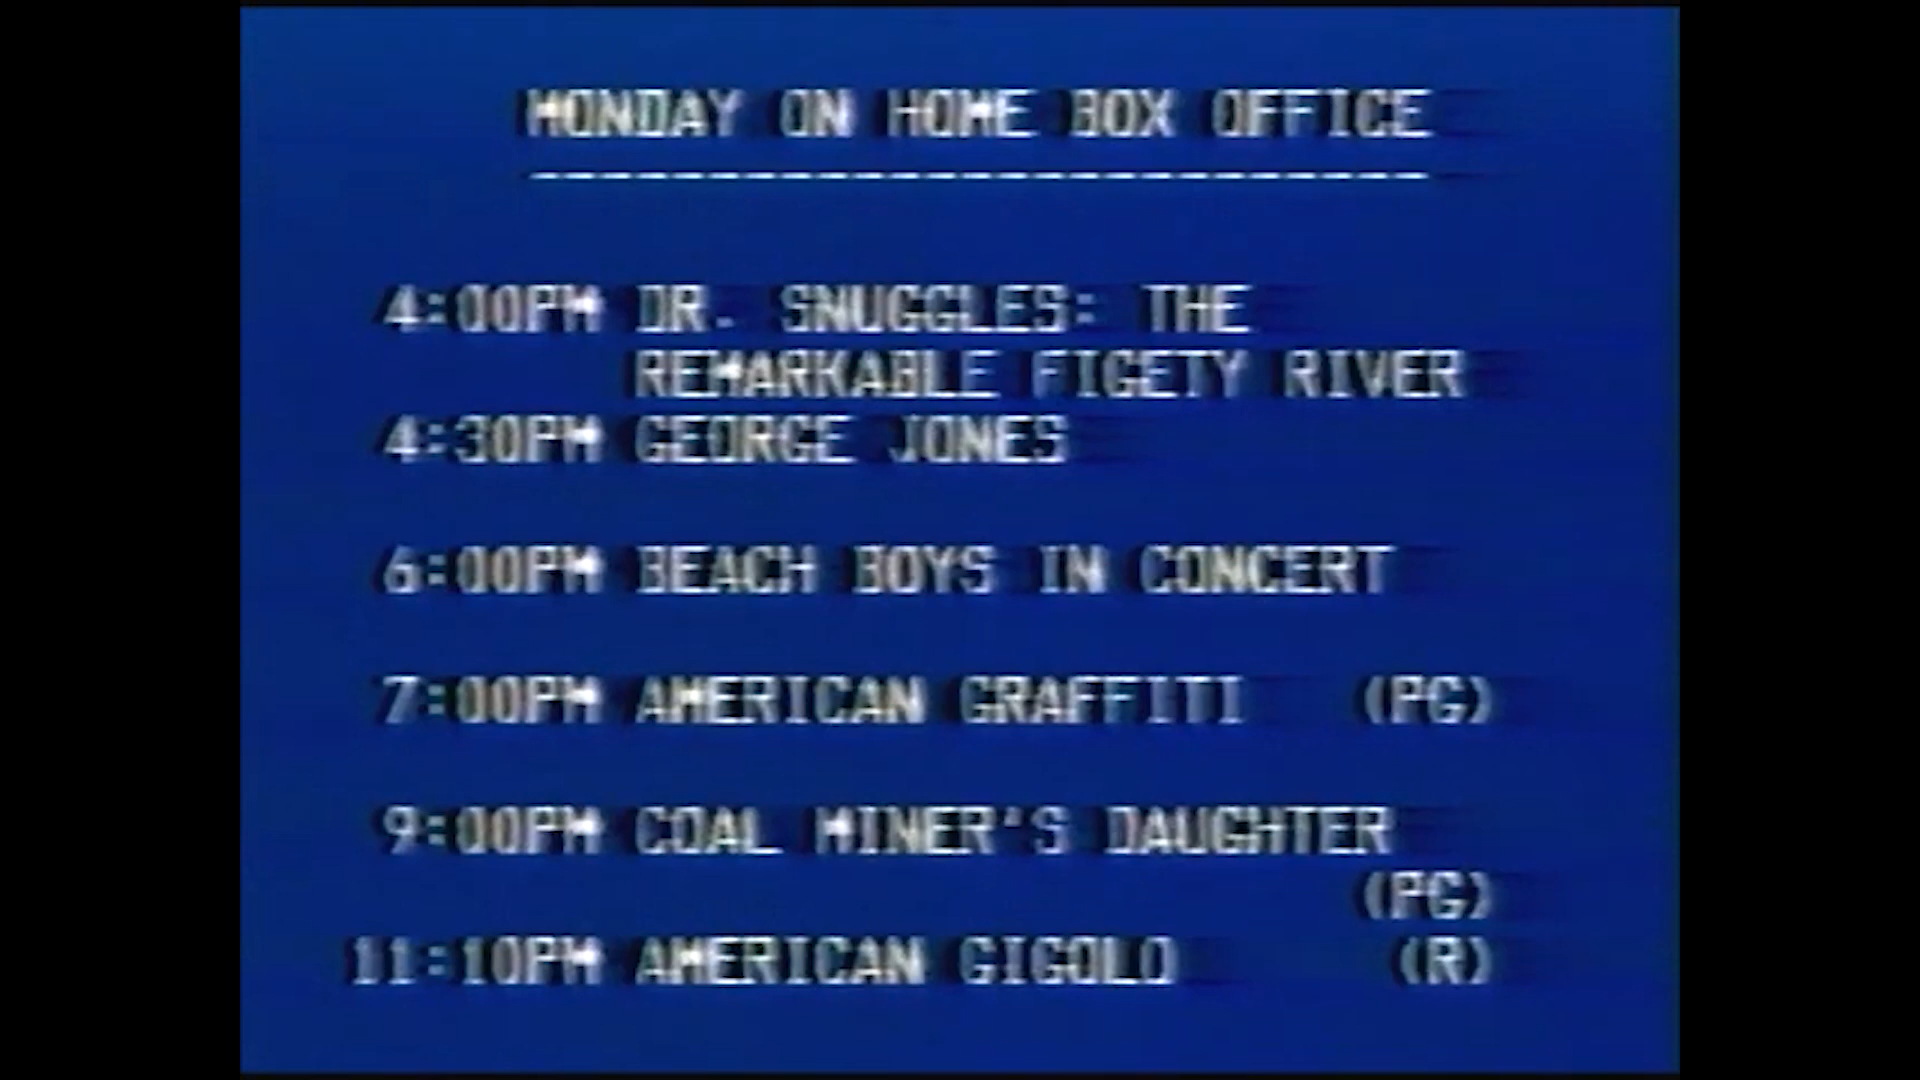 MONDAY ON HOME BOX OFFICE
-------------------------
4:00PM DR. SNUGGLES: THE
REMARKABLE FIGETY RIVER
4:30PM GEORGE JONES
6:00PM BEACH BOYS IN CONCERT
7:00PM AMERICAN GRAFFITI (PG)
9:00PM COAL MINER'S DAUGHTER
(PG)
11:10PM AMERICAN GIGOLO (R)